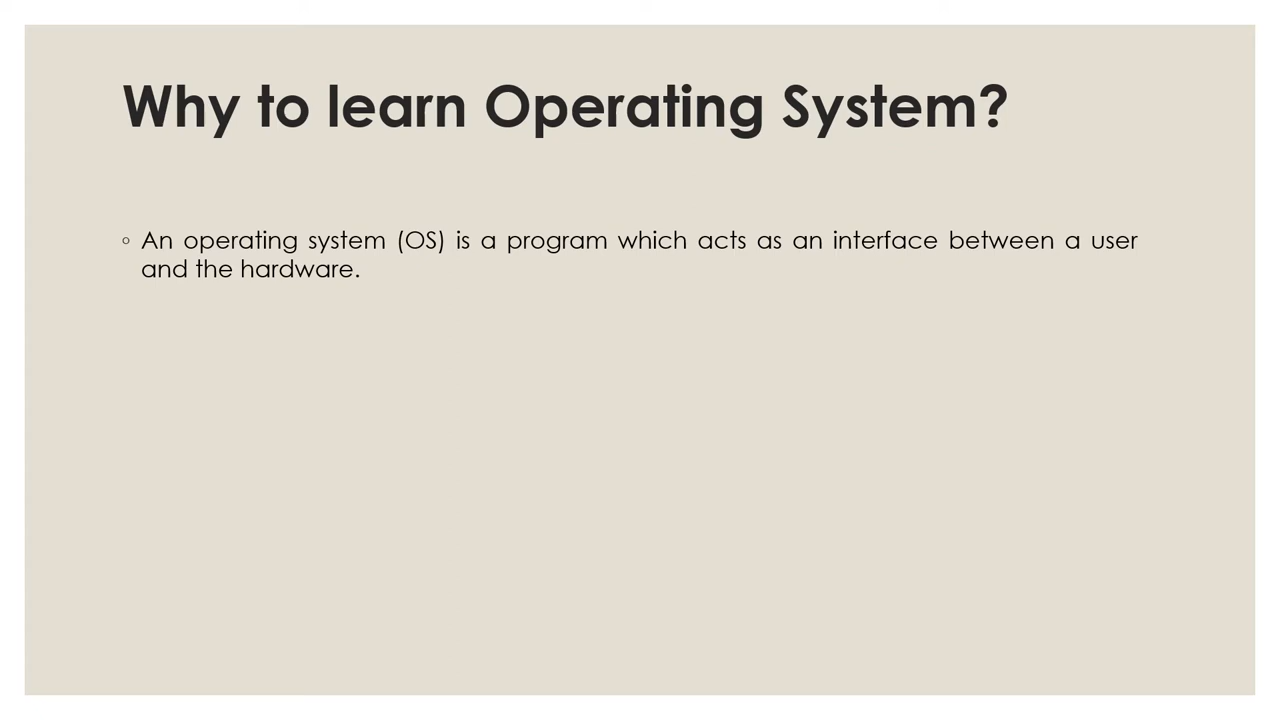 Why to learn Operating System?
◦ An operating system (OS) is a program which acts as an interface between a user
and the hardware.